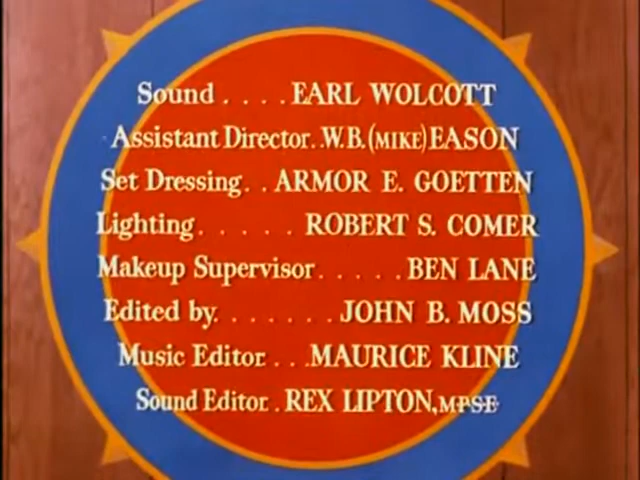 Sound . . . . EARL WOLCOTT
Assistant Director. . W.B. (MIKE) EASON
Set Dressing. . ARMOR E. GOETTEN
Lighting. . . . . . ROBERT S. COMER
Makeup Supervisor. . . . . BEN LANE
Edited by. . . . . . . JOHN B. MOSS
Music Editor . . . MAURICE KLINE
Sound Editor. . REX LIPTON, MPSE